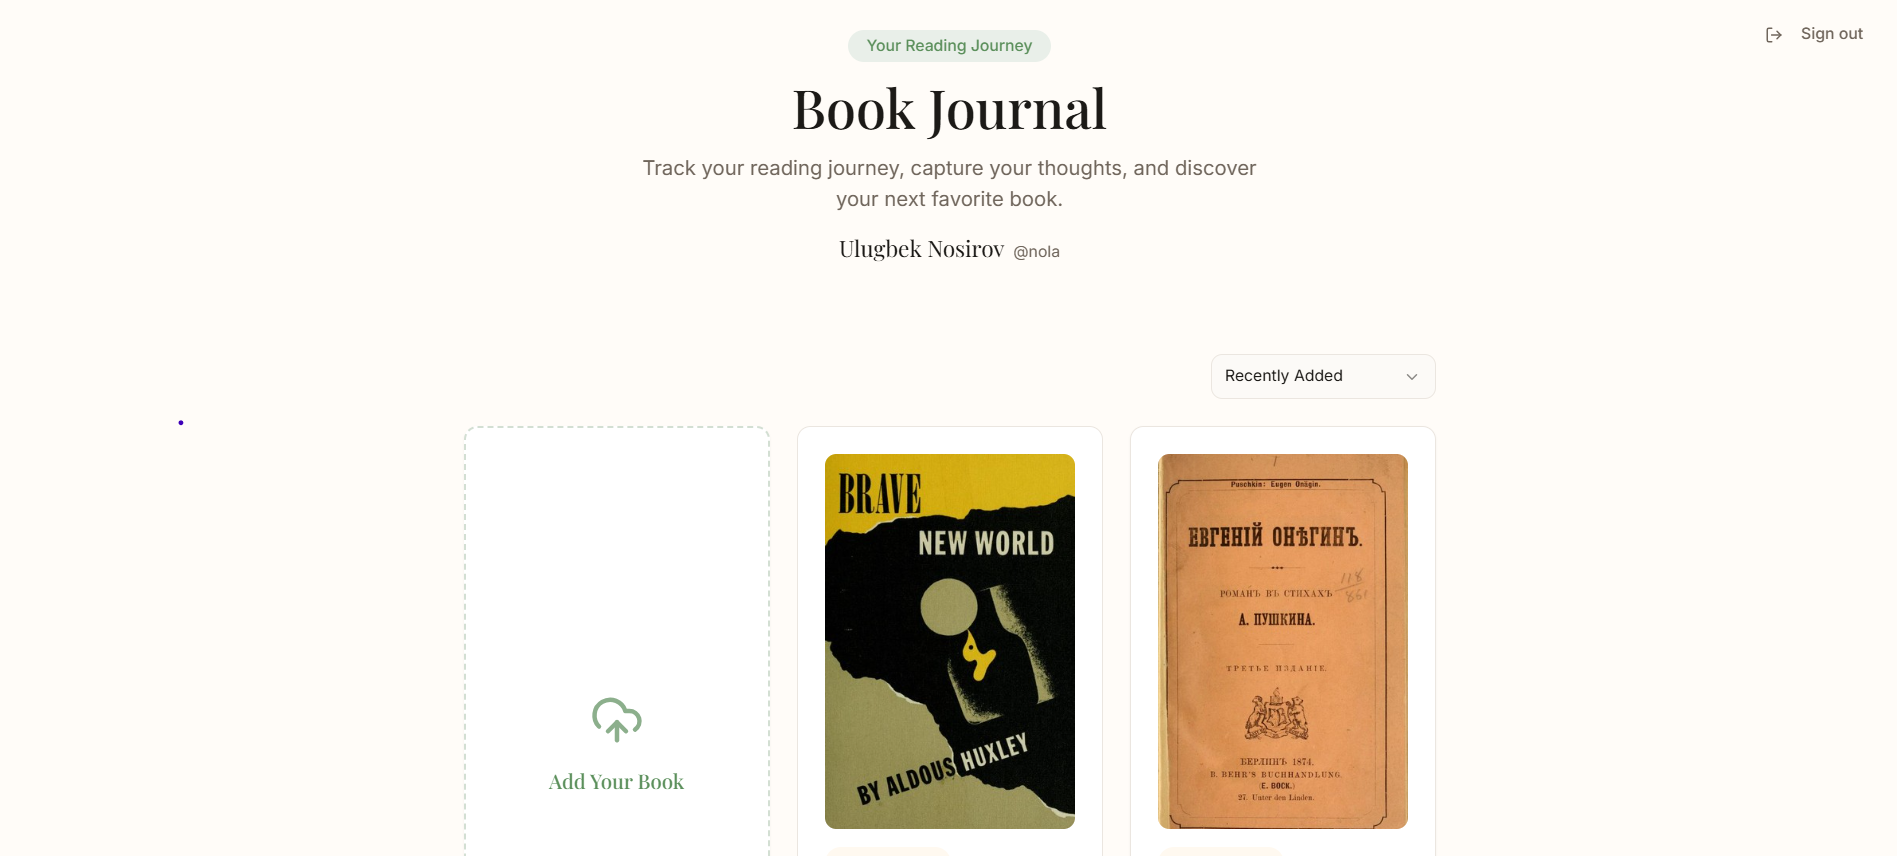 Sign out
Your Reading Journey
Book Journal
Track your reading journey, capture your thoughts, and discover
your next favorite book.
Ulugbek Nosirov @nola
Recently Added
Add Your Book
BRAVE
NEW WORLD
BY ALDOUS HUXLEY
Puschkin: Eugen Onägin.
ЕВГЕНІЙ ОНѢГИНЪ.
118
861
РОМАНЪ ВЪ СТИХАХЪ
А. ПУШКИНА.
ТРЕТЬЕ ИЗДАНІЕ.
БЕРЛИНЪ 1874.
B. BEHR'S BUCHHANDLUNG.
(E. BOCK.)
27. Unter den Linden.